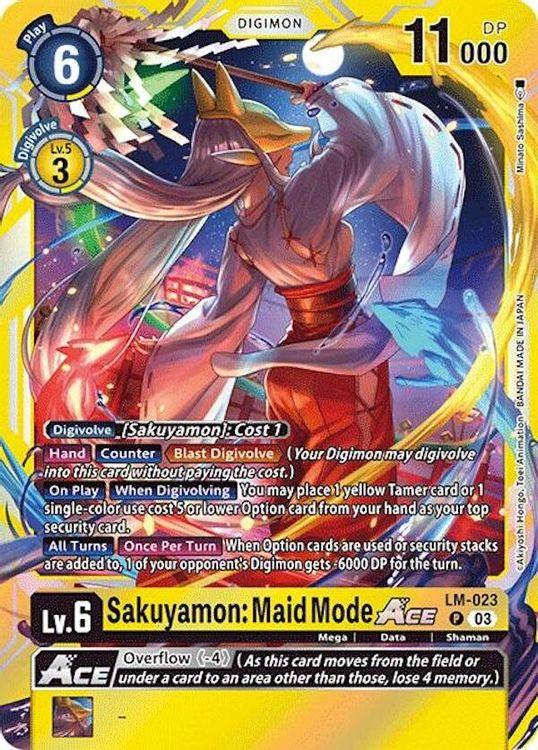 Play
6
DIGIMON
11000
DP
Digivolve
Lv.5
3
Minato Sashima
©Akiyoshi Hongo, Toei Animation BANDAI MADE IN JAPAN
Digivolve [Sakuyamon]: Cost 1
Hand Counter Blast Digivolve (Your Digimon may digivolve
into this card without paying the cost.)
On Play When Digivolving You may place 1 yellow Tamer card or 1
single-color use cost 5 or lower Option card from your hand as your top
security card.
All Turns Once Per Turn When Option cards are used or security stacks
are added to, 1 of your opponent's Digimon gets -6000 DP for the turn.
Lv.6 Sakuyamon: Maid Mode ACE
LM-023
P 03
Mega | Data | Shaman
ACE Overflow ⟨-4⟩ (As this card moves from the field or
under a card to an area other than those, lose 4 memory.)
-